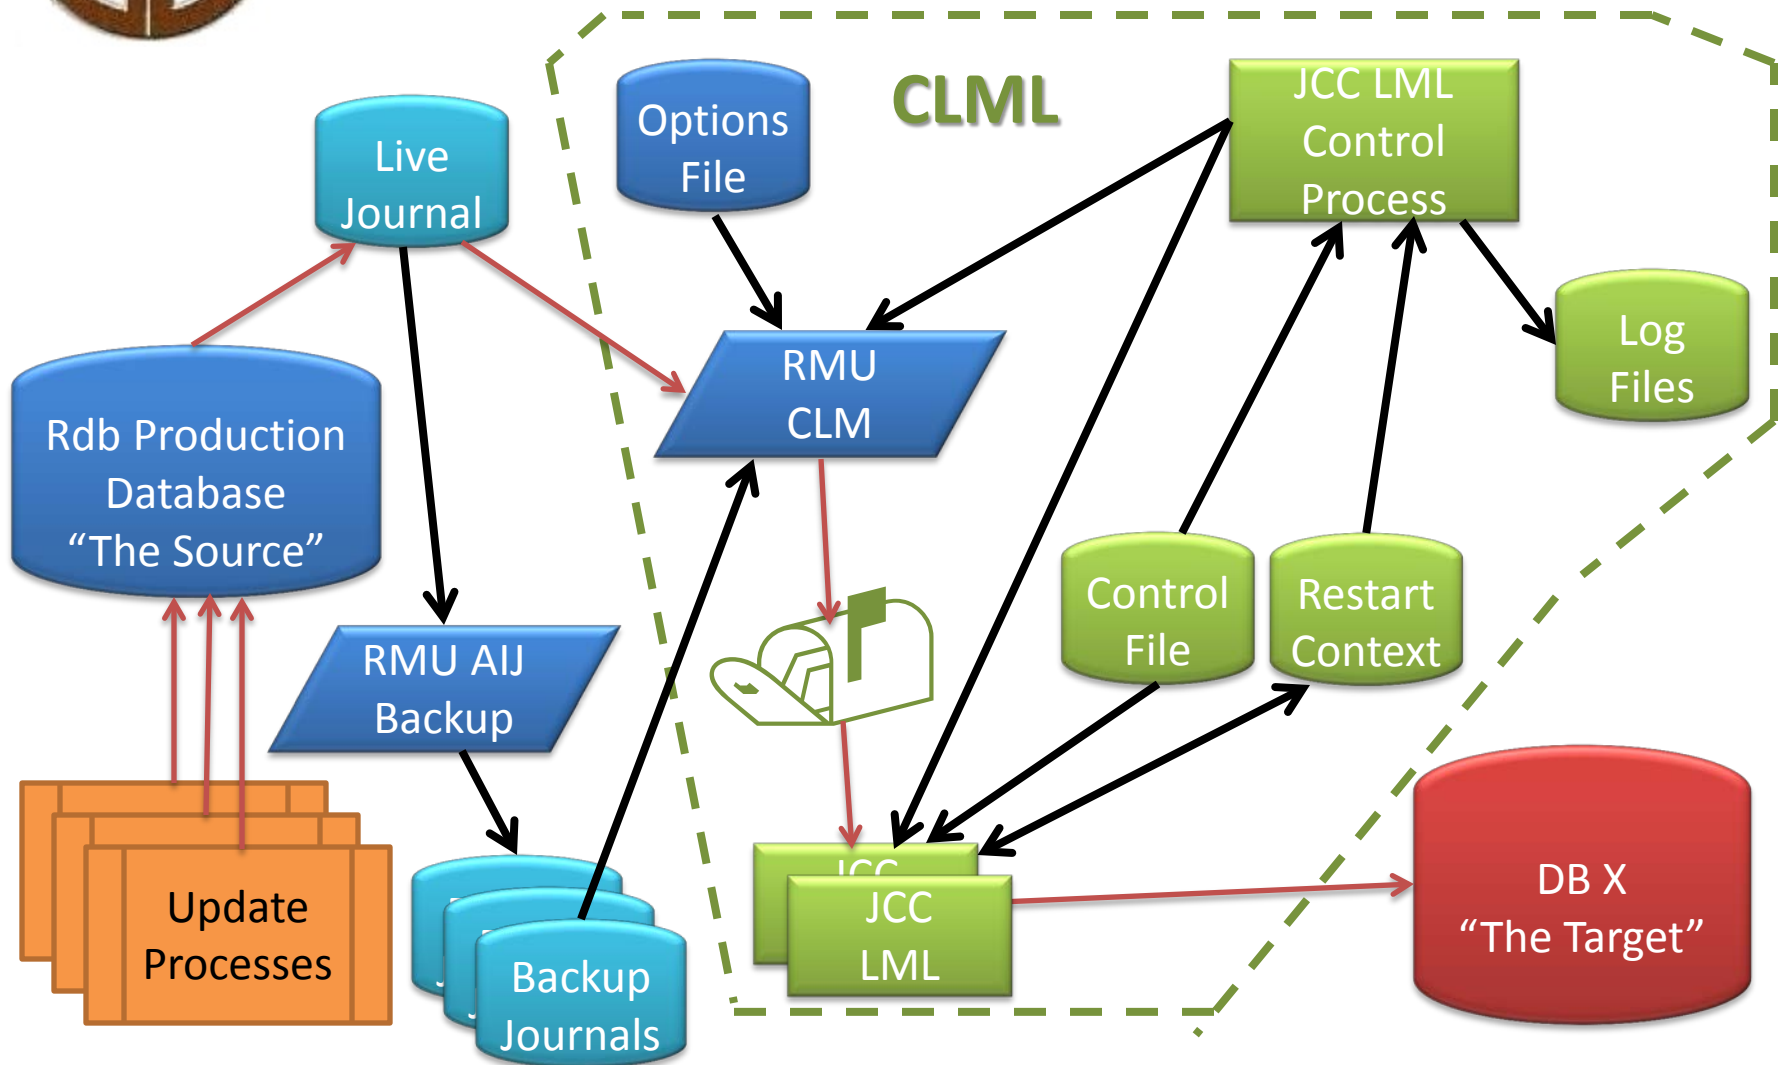 CLML
Options
File
JCC LML
Control
Process
Live
Journal
Log
Files
RMU
CLM
Rdb Production
Database
“The Source”
Control
File
Restart
Context
RMU AIJ
Backup
Update
Processes
Backup
Journals
JCC
JCC
LML
DB X
“The Target”